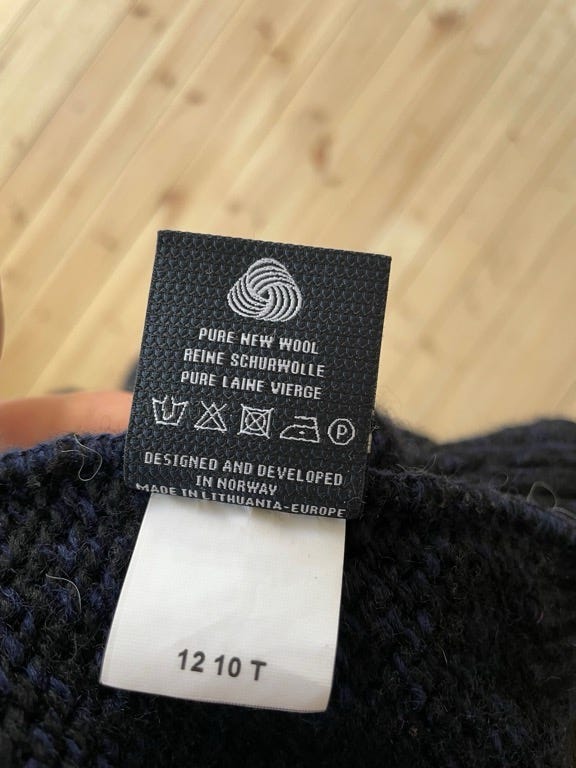 PURE NEW WOOL
REINE SCHURWOLLE
PURE LAINE VIERGE
P
DESIGNED AND DEVELOPED
IN NORWAY
MADE IN LITHUANIA-EUROPE
12 10 T